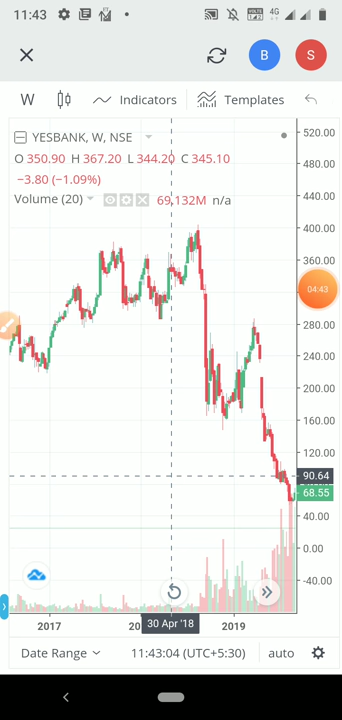 11:43 4G
B S
W Indicators Templates
YESBANK, W, NSE
O 350.90 H 367.20 L 344.20 C 345.10
−3.80 (−1.09%)
Volume (20) 69.132M n/a
520.00
480.00
440.00
400.00
360.00
04:43
280.00
240.00
200.00
160.00
120.00
90.64
68.55
40.00
0.00
-40.00
2017 30 Apr '18 2019
Date Range 11:43:04 (UTC+5:30) auto